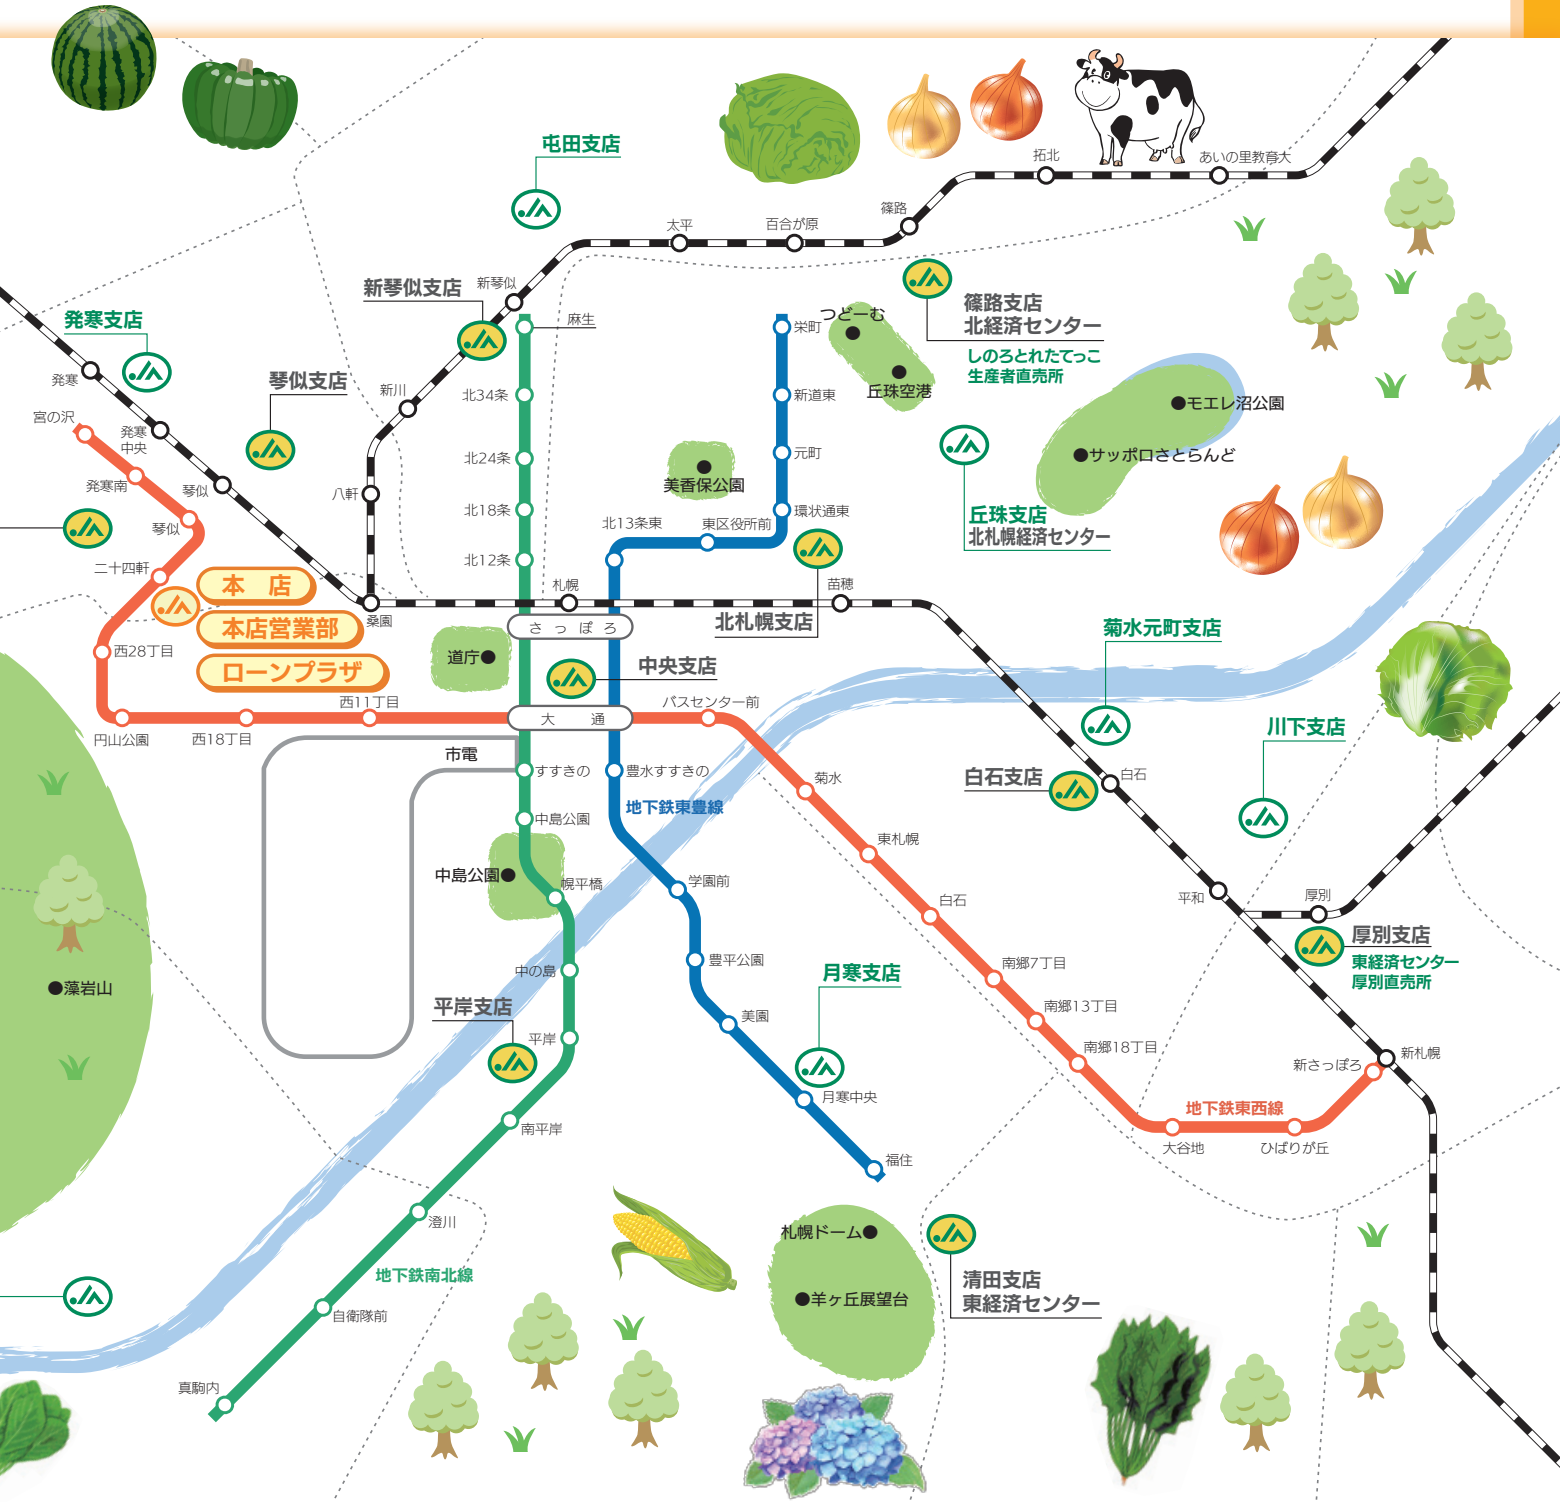 屯田支店
拓北
あいの里教育大
篠路
太平
百合が原
新琴似支店
新琴似
麻生
発寒支店
発寒
琴似支店
新川
北34条
宮の沢
発寒
中央
発寒南
琴似
琴似
八軒
北24条
北18条
北12条
二十四軒
本　店
本店営業部
ローンプラザ
桑園
札幌
さっぽろ
西28丁目
道庁
中央支店
西11丁目
大　通
バスセンター前
円山公園
西18丁目
市電
すすきの
豊水すすきの
地下鉄東豊線
中島公園
中島公園
幌平橋
栄町
つどーむ
丘珠空港
新道東
元町
美香保公園
環状通東
北13条東
東区役所前
苗穂
北札幌支店
篠路支店
北経済センター
しのろとれたてっこ
生産者直売所
モエレ沼公園
サッポロさとらんど
丘珠支店
北札幌経済センター
菊水元町支店
川下支店
白石支店
白石
菊水
東札幌
白石
平和
厚別
厚別支店
東経済センター
厚別直売所
南郷7丁目
南郷13丁目
南郷18丁目
新さっぽろ
新札幌
地下鉄東西線
大谷地
ひばりが丘
学園前
豊平公園
月寒支店
美園
月寒中央
福住
中の島
平岸支店
平岸
南平岸
藻岩山
澄川
地下鉄南北線
自衛隊前
真駒内
札幌ドーム
羊ヶ丘展望台
清田支店
東経済センター